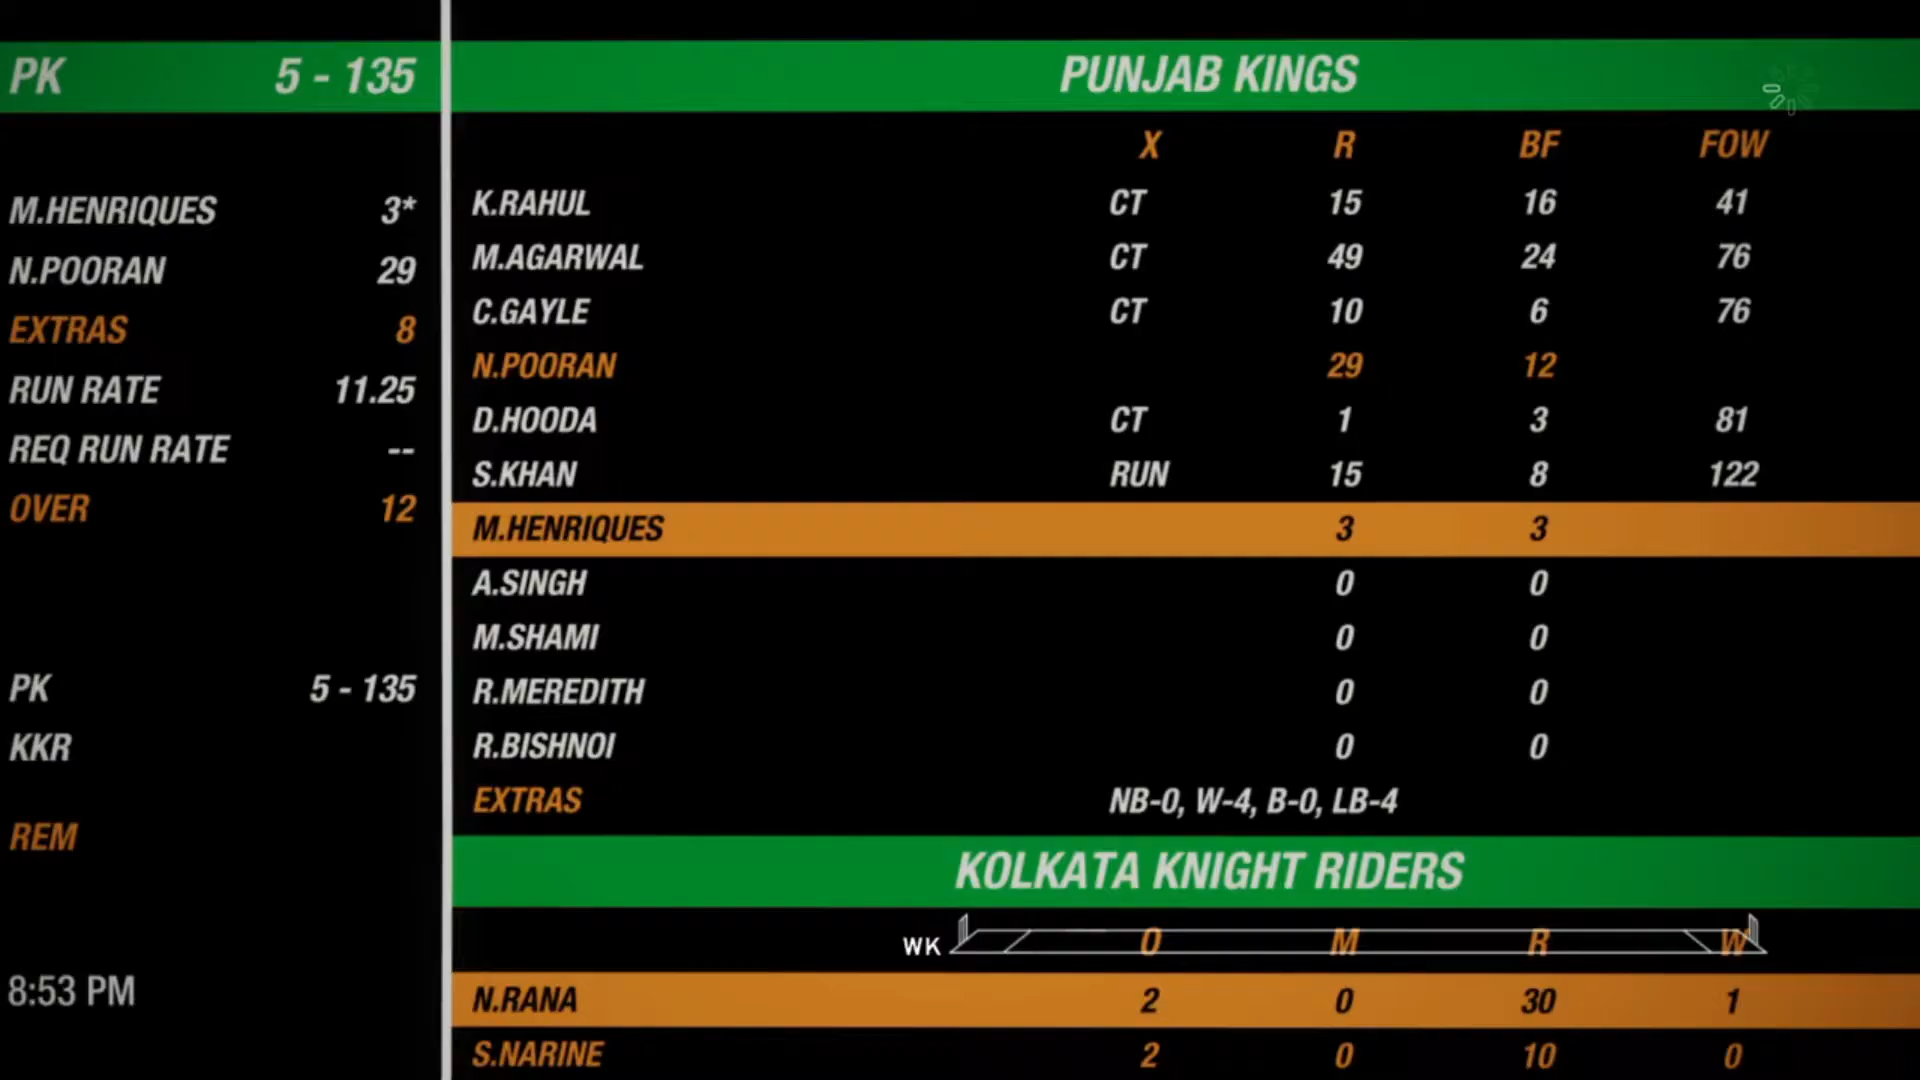 PK 5 - 135
M.HENRIQUES 3*
N.POORAN 29
EXTRAS 8
RUN RATE 11.25
REQ RUN RATE --
OVER 12
PK 5 - 135
KKR
REM
8:53 PM
PUNJAB KINGS
X R BF FOW
K.RAHUL CT 15 16 41
M.AGARWAL CT 49 24 76
C.GAYLE CT 10 6 76
N.POORAN 29 12
D.HOODA CT 1 3 81
S.KHAN RUN 15 8 122
M.HENRIQUES 3 3
A.SINGH 0 0
M.SHAMI 0 0
R.MEREDITH 0 0
R.BISHNOI 0 0
EXTRAS NB-0, W-4, B-0, LB-4
KOLKATA KNIGHT RIDERS
WK O M R W
N.RANA 2 0 30 1
S.NARINE 2 0 10 0